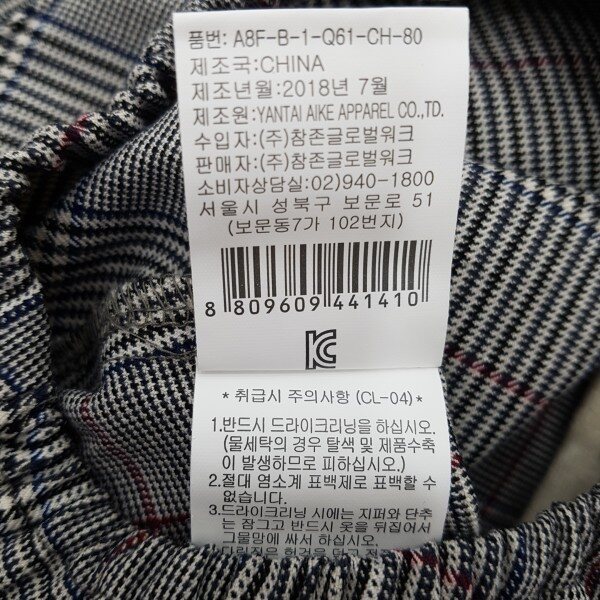 품번: A8F-B-1-Q61-CH-80
제조국:CHINA
제조년월:2018년 7월
제조원:YANTAI AIKE APPAREL CO.,TD.
수입자:(주)창존글로벌워크
판매자:(주)창존글로벌워크
소비자상담실:02)940-1800
서울시 성북구 보문로 51
(보문동7가 102번지)
8 809609 441410
KC
* 취급시 주의사항 (CL-04) *
1.반드시 드라이크리닝을 하십시오.
(물세탁의 경우 탈색 및 제품수축
이 발생하므로 피하십시오.)
2.절대 염소계 표백제로 표백할 수
없습니다.
3.드라이크리닝 시에는 지퍼와 단추
는 잠그고 반드시 옷을 뒤집어서
그물망에 싸서 하십시오.